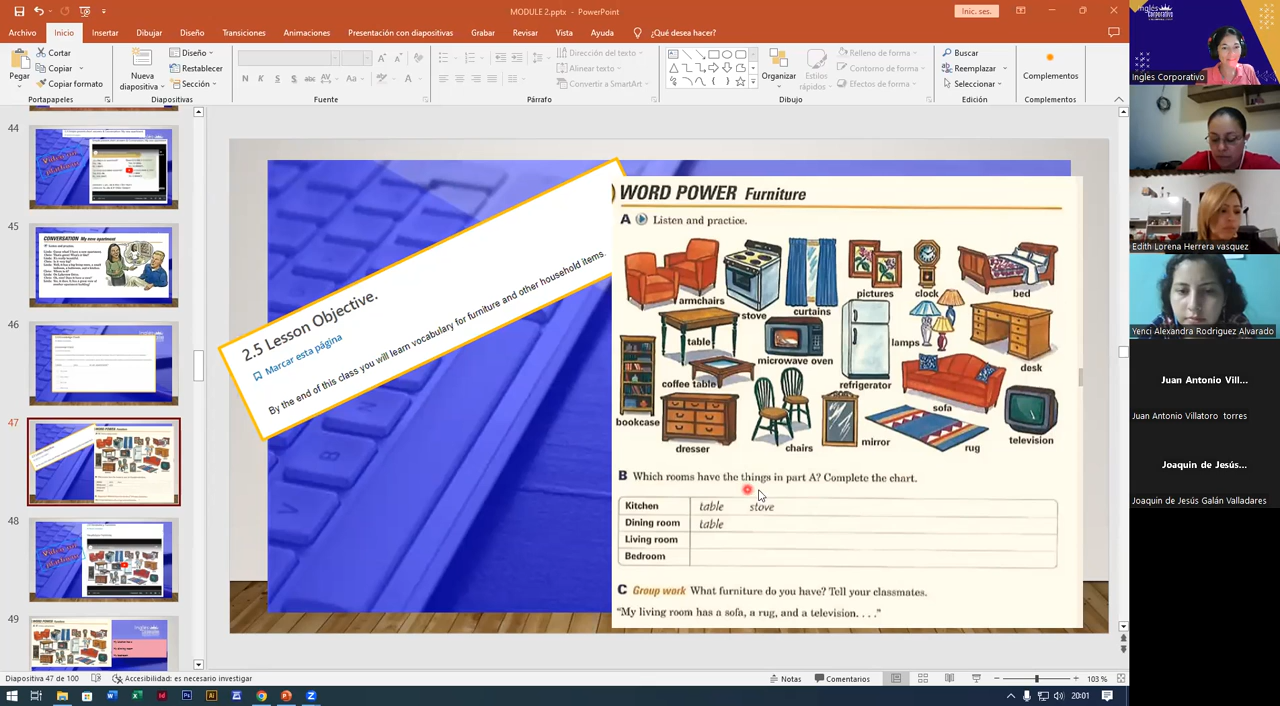 MODULE 2.pptx - PowerPoint
Inic. ses.
Archivo Inicio Insertar Dibujar Diseño Transiciones Animaciones Presentación con diapositivas Grabar Revisar Vista Ayuda ¿Qué desea hacer?
Pegar
Cortar
Copiar
Copiar formato
Portapapeles
Nueva diapositiva
Diseño
Restablecer
Sección
Diapositivas
N K S S
Fuente
Dirección del texto
Alinear texto
Convertir a SmartArt
Párrafo
Organizar
Estilos rápidos
Relleno de forma
Contorno de forma
Efectos de forma
Dibujo
Buscar
Reemplazar
Seleccionar
Edición
Complementos
Complementos
44
45
CONVERSATION My new apartment
46
47
48
49
2.5 Lesson Objective.
Marcar esta página
By the end of this class you will learn vocabulary for furniture and other household items.
WORD POWER Furniture
A Listen and practice.
armchairs
stove
curtains
pictures
clock
bed
table
microwave oven
lamps
desk
coffee table
refrigerator
sofa
bookcase
dresser
chairs
mirror
rug
television
B Which rooms have the things in part A? Complete the chart.
Kitchen table stove
Dining room table
Living room
Bedroom
C Group work What furniture do you have? Tell your classmates.
"My living room has a sofa, a rug, and a television. . . ."
Inglés Corporativo
Inglés Corporativo
Edith Lorena Herrera vasquez
Yenci Alexandra Rodriguez Alvarado
Juan Antonio Vill...
Juan Antonio Villatoro torres
Joaquin de Jesús...
Joaquin de Jesús Galán Valladares
Diapositiva 47 de 100
Accesibilidad: es necesario investigar
Notas
Comentarios
103 %
20:01